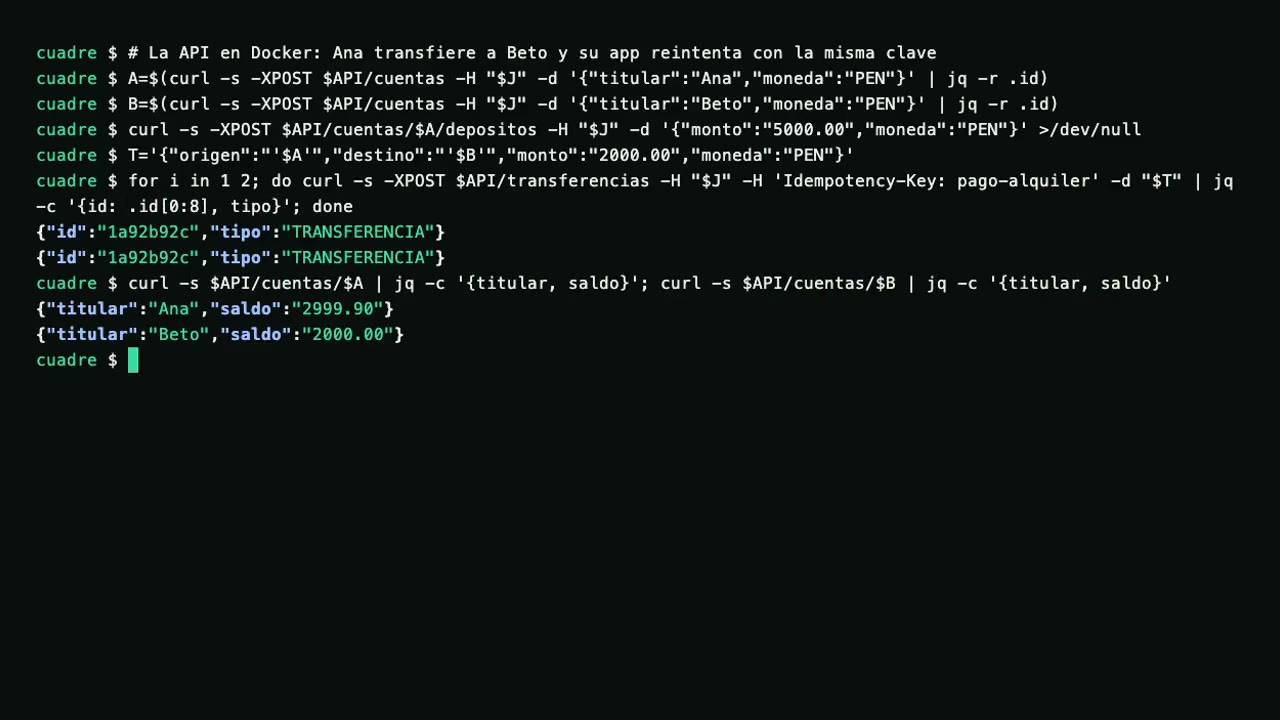 cuadre $ # La API en Docker: Ana transfiere a Beto y su app reintenta con la misma clave
cuadre $ A=$(curl -s -XPOST $API/cuentas -H "$J" -d '{"titular":"Ana","moneda":"PEN"}' | jq -r .id)
cuadre $ B=$(curl -s -XPOST $API/cuentas -H "$J" -d '{"titular":"Beto","moneda":"PEN"}' | jq -r .id)
cuadre $ curl -s -XPOST $API/cuentas/$A/depositos -H "$J" -d '{"monto":"5000.00","moneda":"PEN"}' >/dev/null
cuadre $ T='{"origen":"'$A'","destino":"'$B'","monto":"2000.00","moneda":"PEN"}'
cuadre $ for i in 1 2; do curl -s -XPOST $API/transferencias -H "$J" -H 'Idempotency-Key: pago-alquiler' -d "$T" | jq
-c '{id: .id[0:8], tipo}'; done
{"id":"1a92b92c","tipo":"TRANSFERENCIA"}
{"id":"1a92b92c","tipo":"TRANSFERENCIA"}
cuadre $ curl -s $API/cuentas/$A | jq -c '{titular, saldo}'; curl -s $API/cuentas/$B | jq -c '{titular, saldo}'
{"titular":"Ana","saldo":"2999.90"}
{"titular":"Beto","saldo":"2000.00"}
cuadre $